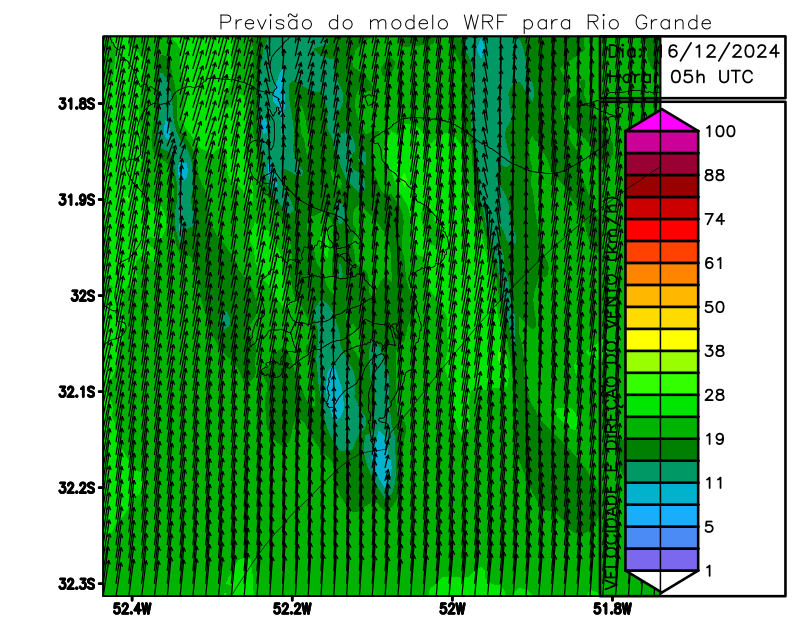 Previsão do modelo WRF para Rio Grande
Dia: 16/12/2024
Hora: 05h UTC
31.8S
31.9S
32S
32.1S
32.2S
32.3S
52.4W
52.2W
52W
51.8W
VELOCIDADE E DIREÇÃO DO VENTO (km/h)
100
88
74
61
50
38
28
19
11
5
1